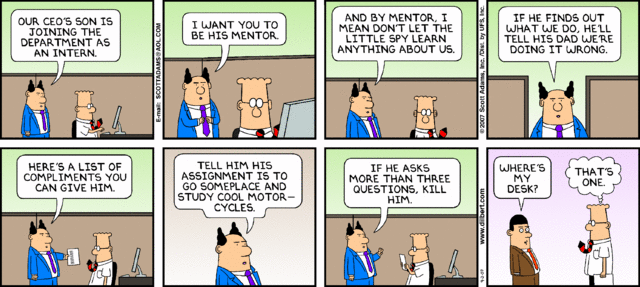 OUR CEO'S SON IS
JOINING THE
DEPARTMENT AS
AN INTERN.
E-mail: SCOTTADAMS@AOL.COM
I WANT YOU TO
BE HIS MENTOR.
AND BY MENTOR, I
MEAN DON'T LET THE
LITTLE SPY LEARN
ANYTHING ABOUT US.
©2007 Scott Adams, Inc./Dist. by UFS, Inc.
IF HE FINDS OUT
WHAT WE DO, HE'LL
TELL HIS DAD WE'RE
DOING IT WRONG.
HERE'S A LIST OF
COMPLIMENTS YOU
CAN GIVE HIM.
TELL HIM HIS
ASSIGNMENT IS TO
GO SOMEPLACE AND
STUDY COOL MOTOR-
CYCLES.
IF HE ASKS
MORE THAN THREE
QUESTIONS, KILL
HIM.
www.dilbert.com
WHERE'S
MY
DESK?
THAT'S
ONE.